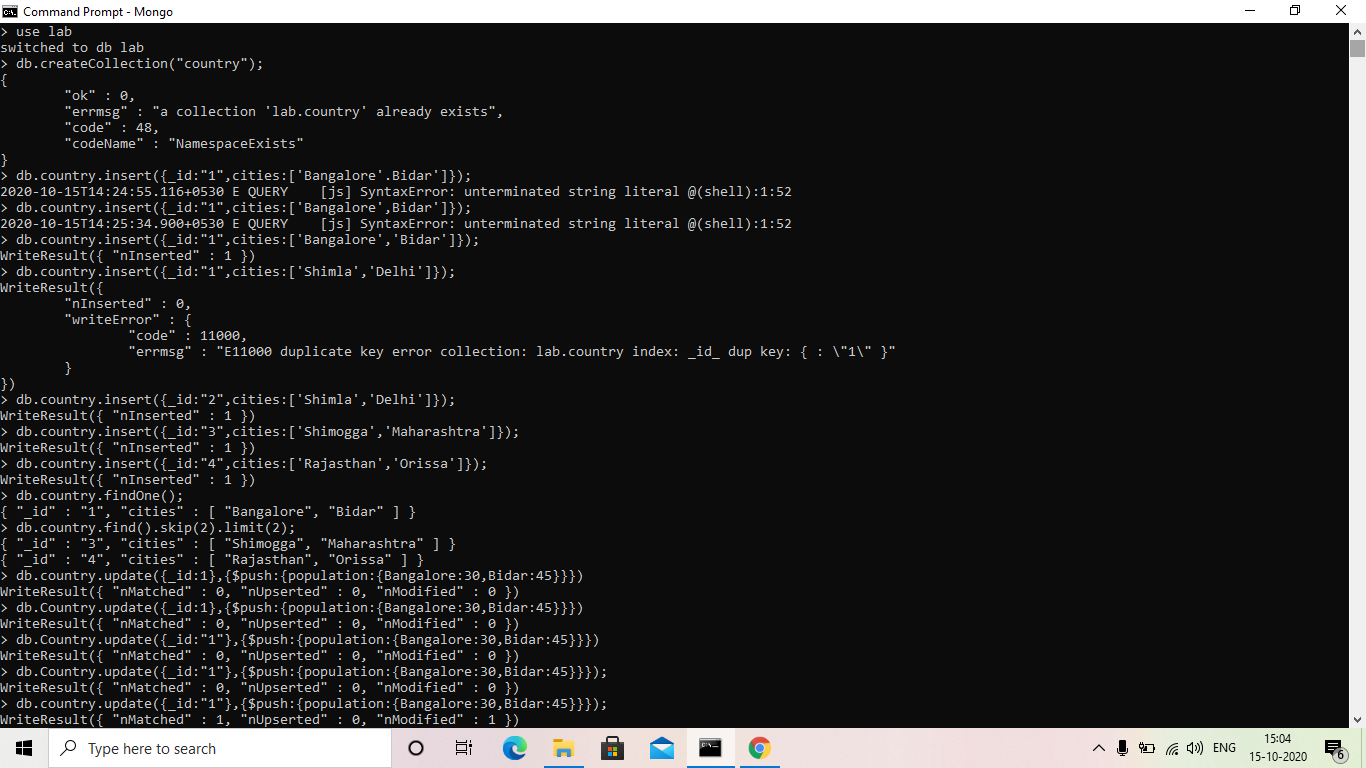 Command Prompt - Mongo
> use lab
switched to db lab
> db.createCollection("country");
{
        "ok" : 0,
        "errmsg" : "a collection 'lab.country' already exists",
        "code" : 48,
        "codeName" : "NamespaceExists"
}
> db.country.insert({_id:"1",cities:['Bangalore'.Bidar']});
2020-10-15T14:24:55.116+0530 E QUERY    [js] SyntaxError: unterminated string literal @(shell):1:52
> db.country.insert({_id:"1",cities:['Bangalore',Bidar']});
2020-10-15T14:25:34.900+0530 E QUERY    [js] SyntaxError: unterminated string literal @(shell):1:52
> db.country.insert({_id:"1",cities:['Bangalore','Bidar']});
WriteResult({ "nInserted" : 1 })
> db.country.insert({_id:"1",cities:['Shimla','Delhi']});
WriteResult({
        "nInserted" : 0,
        "writeError" : {
                "code" : 11000,
                "errmsg" : "E11000 duplicate key error collection: lab.country index: _id_ dup key: { : \"1\" }"
        }
})
> db.country.insert({_id:"2",cities:['Shimla','Delhi']});
WriteResult({ "nInserted" : 1 })
> db.country.insert({_id:"3",cities:['Shimogga','Maharashtra']});
WriteResult({ "nInserted" : 1 })
> db.country.insert({_id:"4",cities:['Rajasthan','Orissa']});
WriteResult({ "nInserted" : 1 })
> db.country.findOne();
{ "_id" : "1", "cities" : [ "Bangalore", "Bidar" ] }
> db.country.find().skip(2).limit(2);
{ "_id" : "3", "cities" : [ "Shimogga", "Maharashtra" ] }
{ "_id" : "4", "cities" : [ "Rajasthan", "Orissa" ] }
> db.country.update({_id:1},{$push:{population:{Bangalore:30,Bidar:45}}})
WriteResult({ "nMatched" : 0, "nUpserted" : 0, "nModified" : 0 })
> db.Country.update({_id:1},{$push:{population:{Bangalore:30,Bidar:45}}})
WriteResult({ "nMatched" : 0, "nUpserted" : 0, "nModified" : 0 })
> db.Country.update({_id:"1"},{$push:{population:{Bangalore:30,Bidar:45}}})
WriteResult({ "nMatched" : 0, "nUpserted" : 0, "nModified" : 0 })
> db.Country.update({_id:"1"},{$push:{population:{Bangalore:30,Bidar:45}}});
WriteResult({ "nMatched" : 0, "nUpserted" : 0, "nModified" : 0 })
> db.country.update({_id:"1"},{$push:{population:{Bangalore:30,Bidar:45}}});
WriteResult({ "nMatched" : 1, "nUpserted" : 0, "nModified" : 1 })
Type here to search
ENG
15:04
15-10-2020
6